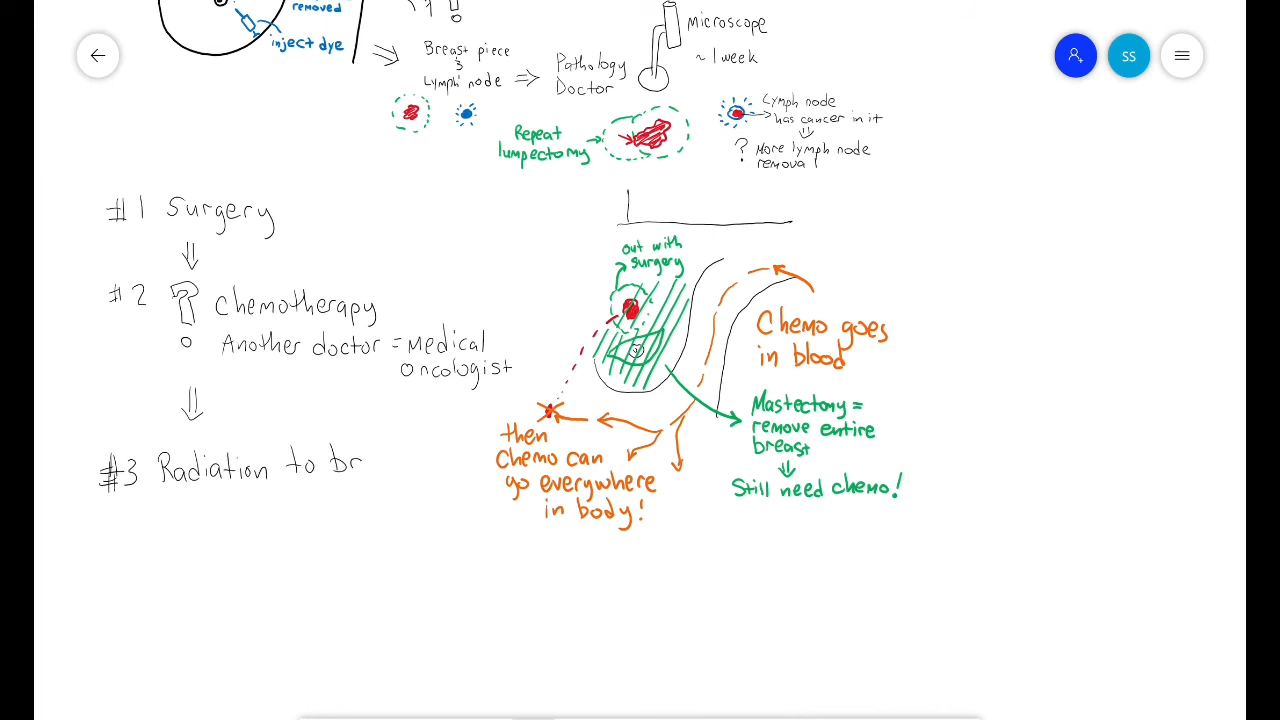 removed
inject dye
Breast piece
&
Lymph node
⇒ Pathology
Doctor
Microscope
~ 1 week
Repeat
lumpectomy
Lymph node
has cancer in it
? More lymph node
removal
#1 Surgery
#2 ? Chemotherapy
Another doctor = Medical
oncologist
#3 Radiation to br
out with
surgery
Chemo goes
in blood
then
Chemo can
go everywhere
in body!
Mastectomy =
remove entire
breast
Still need chemo!
SS